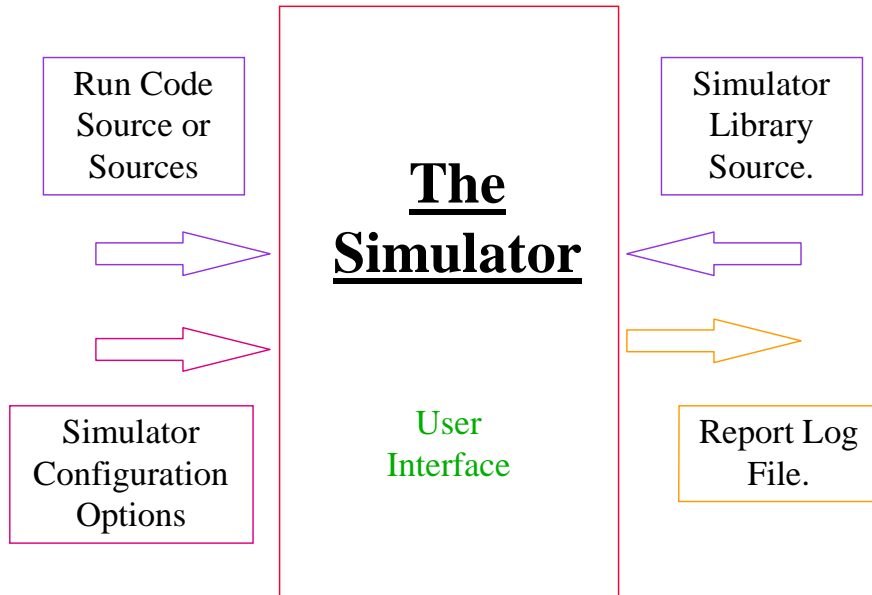 Run Code
Source or
Sources
The
Simulator
Simulator
Library
Source.
Simulator
Configuration
Options
User
Interface
Report Log
File.